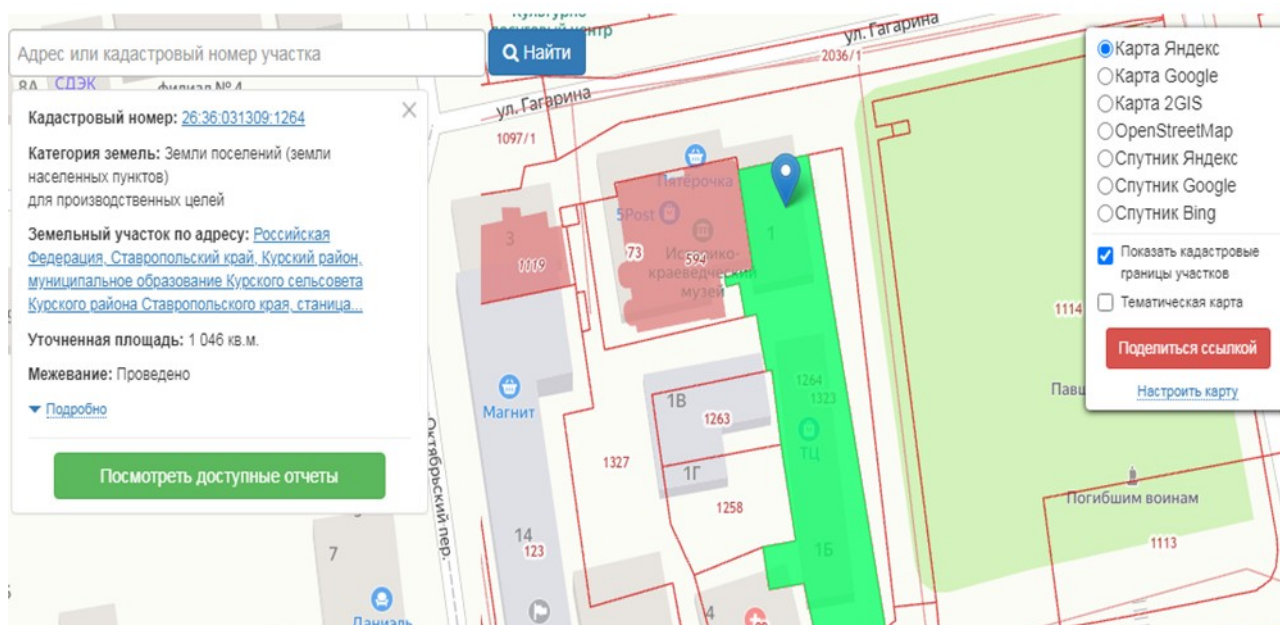 Адрес или кадастровый номер участка
Найти
8А СДЭК
филиал № 4
Кадастровый номер: 26:36:031309:1264
Категория земель: Земли поселений (земли
населенных пунктов)
для производственных целей
Земельный участок по адресу: Российская
Федерация, Ставропольский край, Курский район,
муниципальное образование Курского сельсовета
Курского района Ставропольского края, станица...
Уточненная площадь: 1 046 кв.м.
Межевание: Проведено
Подробно
Посмотреть доступные отчеты
7
Даниэль
Октябрьский пер.
ул. Гагарина
ул. Гагарина
2036/1
1097/1
Пятёрочка
5Post
3
1119
73
594
Историко-
краеведческий
музей
1
Магнит
1В
1263
1264
1323
ТЦ
1327
1Г
1258
14
123
1Б
4
1114
Погибшим воинам
1113
Карта Яндекс
Карта Google
Карта 2GIS
OpenStreetMap
Спутник Яндекс
Спутник Google
Спутник Bing
Показать кадастровые
границы участков
Тематическая карта
Поделиться ссылкой
Настроить карту